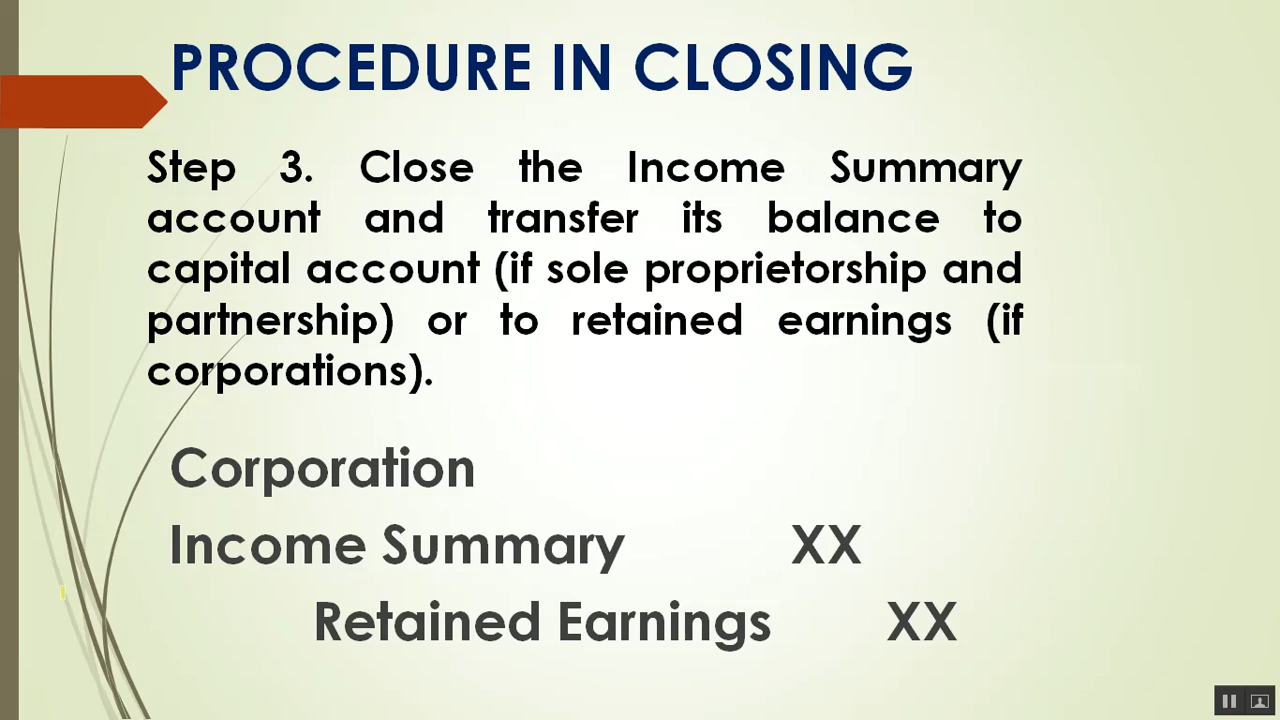 PROCEDURE IN CLOSING
Step 3. Close the Income Summary
account and transfer its balance to
capital account (if sole proprietorship and
partnership) or to retained earnings (if
corporations).
Corporation
Income Summary XX
Retained Earnings XX